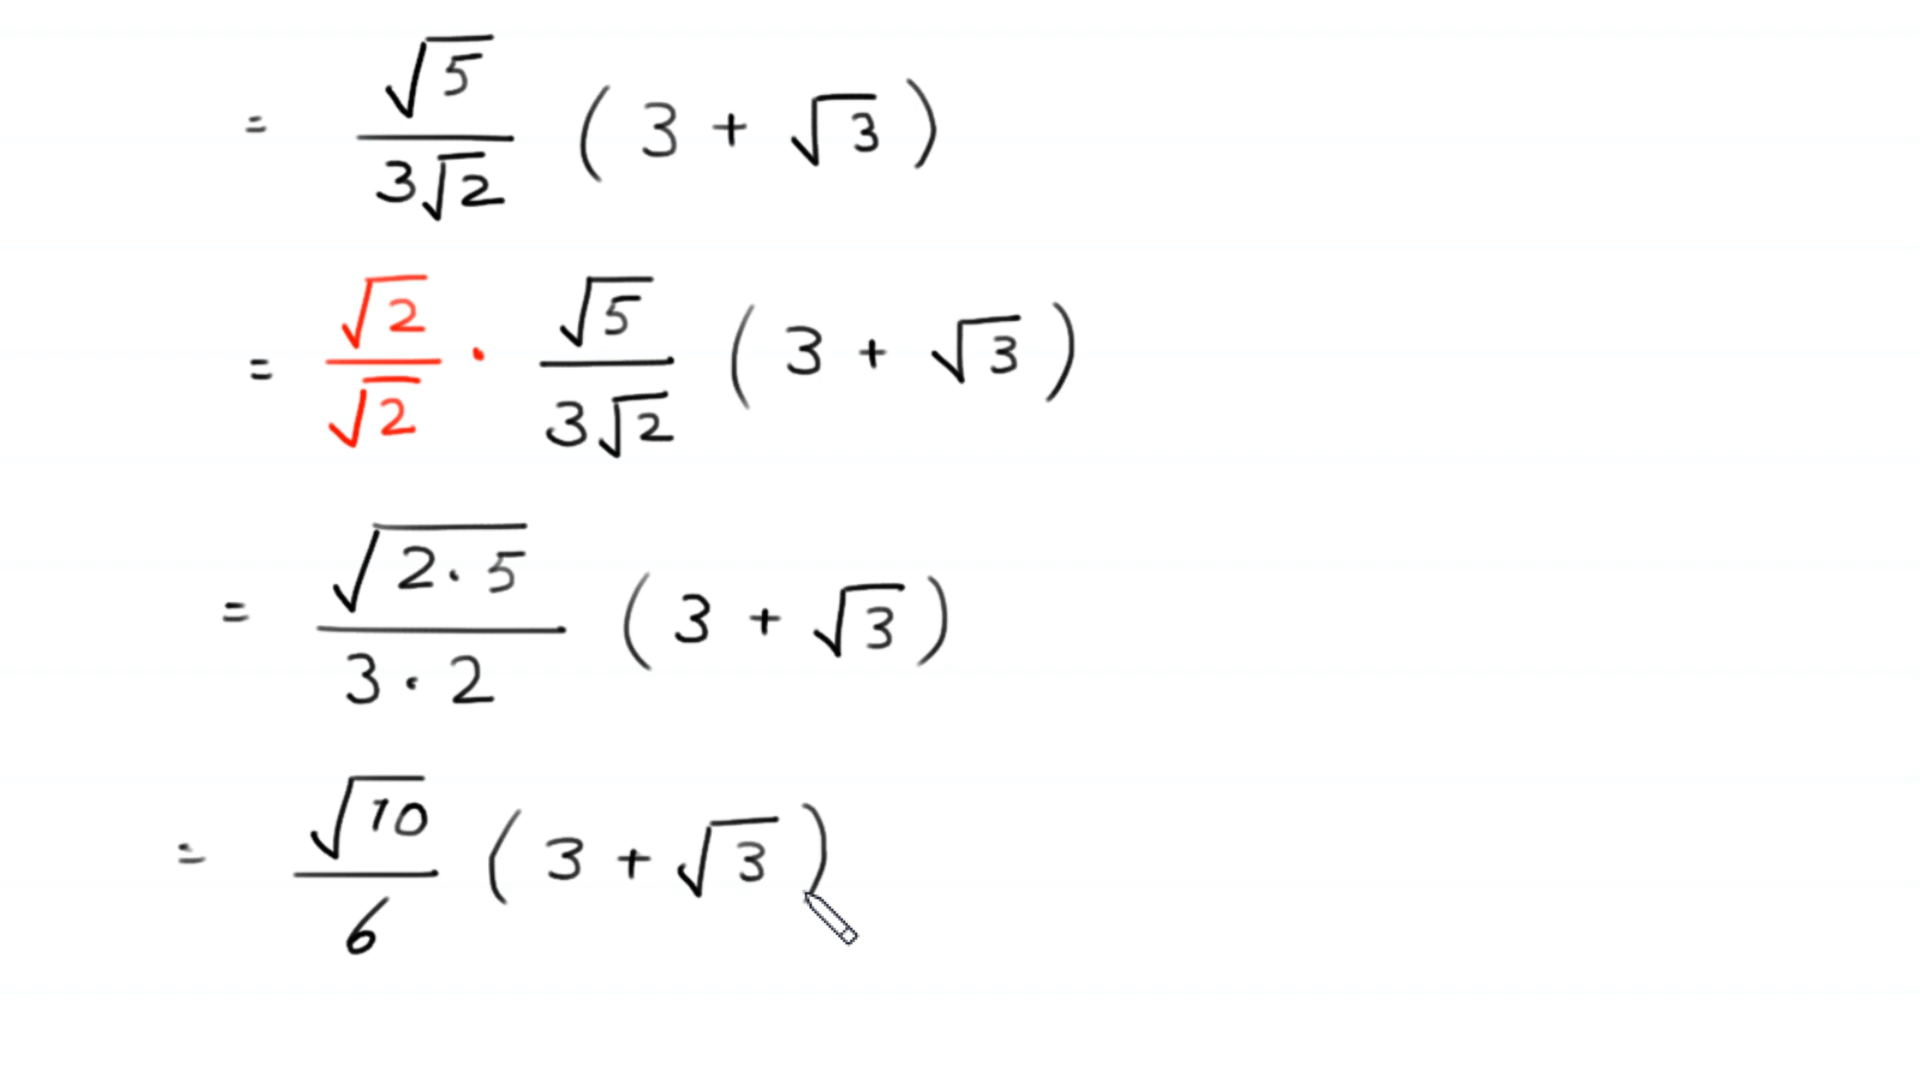 = √5 / 3√2 ( 3 + √3 )
= √2 / √2 · √5 / 3√2 ( 3 + √3 )
= √2·5 / 3·2 ( 3 + √3 )
= √10 / 6 ( 3 + √3 )